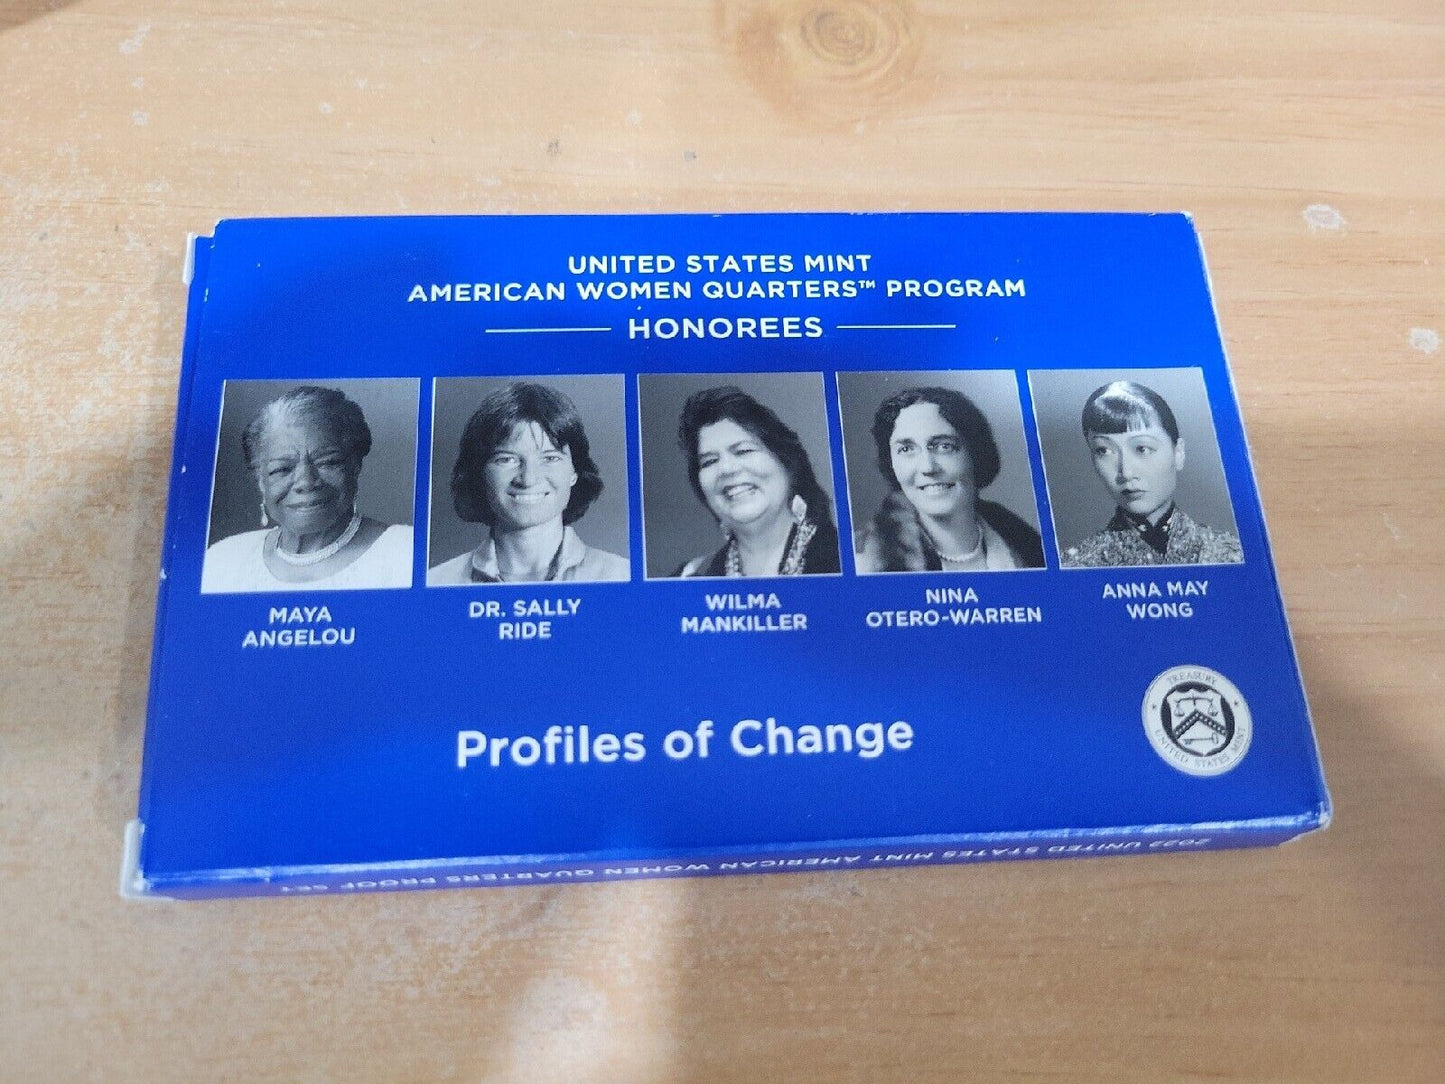 UNITED STATES MINT
AMERICAN WOMEN QUARTERS™ PROGRAM
HONOREES
MAYA
ANGELOU
DR. SALLY
RIDE
WILMA
MANKILLER
NINA
OTERO-WARREN
ANNA MAY
WONG
Profiles of Change
TREASURY
UNITED STATES MINT
2022 UNITED STATES MINT AMERICAN WOMEN QUARTERS PROOF SET